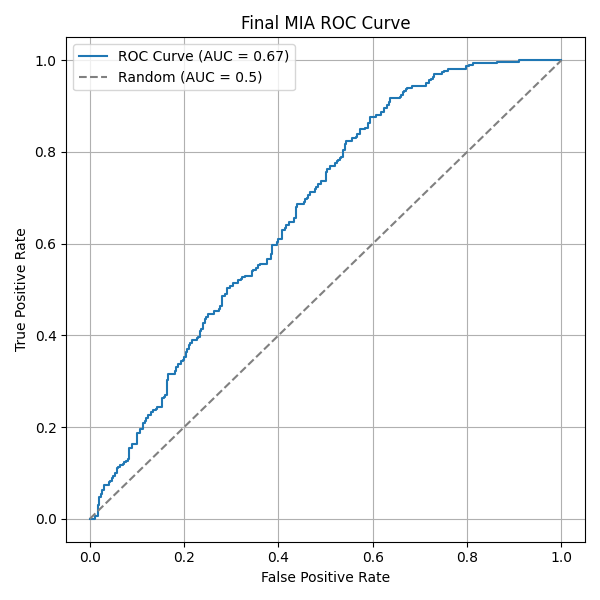 Final MIA ROC Curve
ROC Curve (AUC = 0.67)
Random (AUC = 0.5)
True Positive Rate
1.0
0.8
0.6
0.4
0.2
0.0
0.0 0.2 0.4 0.6 0.8 1.0
False Positive Rate